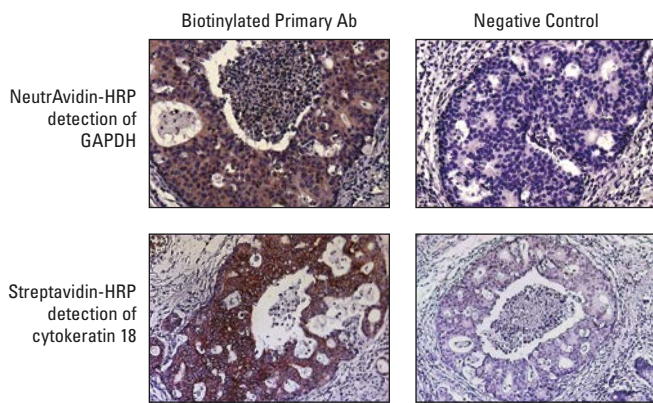 Biotinylated Primary Ab
Negative Control
NeutrAvidin-HRP
detection of
GAPDH
Streptavidin-HRP
detection of
cytokeratin 18